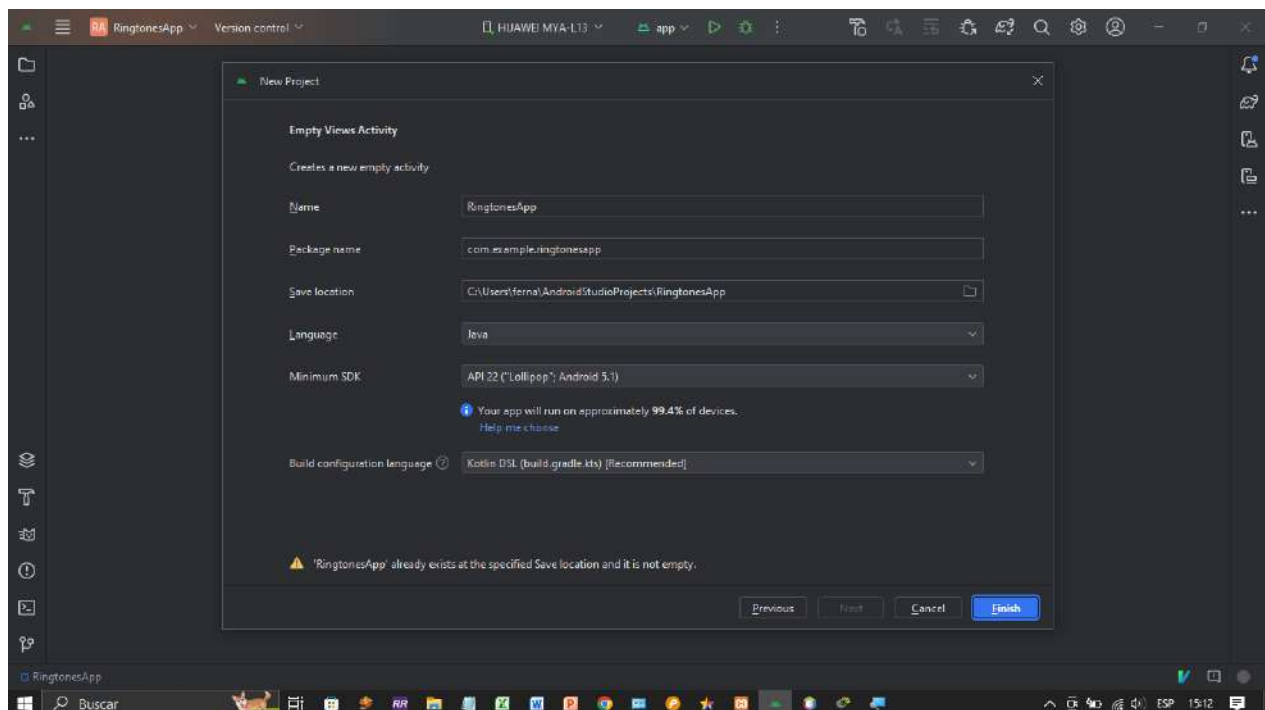 RA RingtonesApp Version control HUAWEI MYA-L13 app
New Project
Empty Views Activity
Creates a new empty activity
Name RingtonesApp
Package name com.example.ringtonesapp
Save location C:\Users\ferna\AndroidStudioProjects\RingtonesApp
Language Java
Minimum SDK API 22 ("Lollipop"; Android 5.1)
Your app will run on approximately 99.4% of devices.
Help me choose
Build configuration language Kotlin DSL (build.gradle.kts) [Recommended]
'RingtonesApp' already exists at the specified Save location and it is not empty.
Previous Next Cancel Finish
RingtonesApp
Buscar RR ESP 15:12